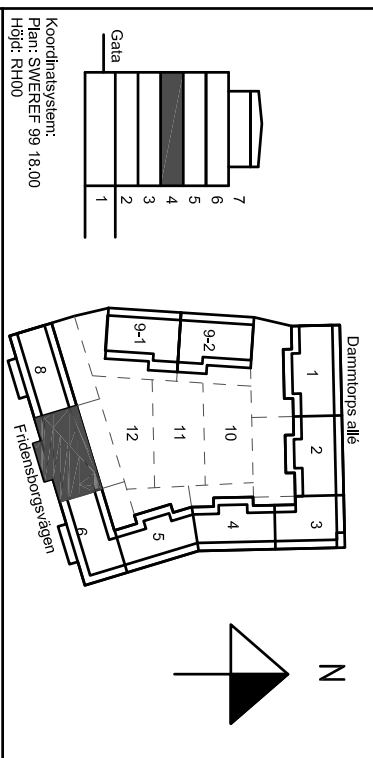 Koordinatsystem:
Plan: SWEREF 99 18.00
Höjd: RH00
Gata
1
2
3
4
5
6
7
Dammtorps allé
1
2
3
4
5
6
8
9-1
9-2
10
11
12
Fridensborgsvägen
N